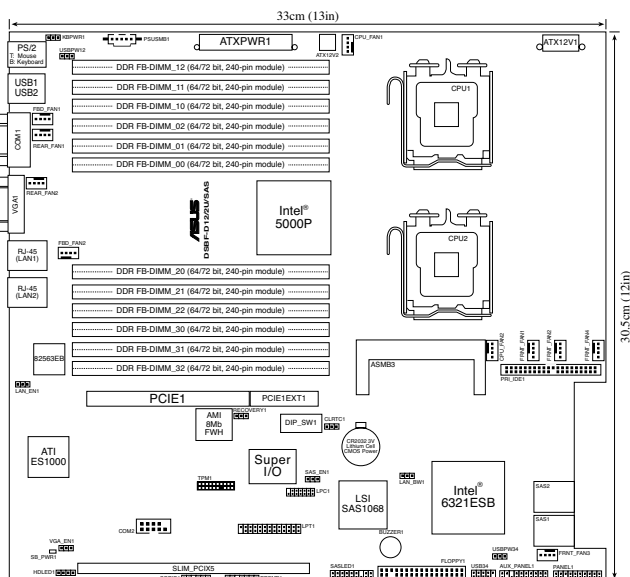 33cm (13in)
KBPWR1
PSUSMB1
ATXPWR1
ATX12V2
CPU_FAN1
ATX12V1
PS/2
T: Mouse
B: Keyboard
USBPW12
USB1
USB2
FBD_FAN1
COM1
REAR_FAN1
DDR FB-DIMM_12 (64/72 bit, 240-pin module)
DDR FB-DIMM_11 (64/72 bit, 240-pin module)
DDR FB-DIMM_10 (64/72 bit, 240-pin module)
DDR FB-DIMM_02 (64/72 bit, 240-pin module)
DDR FB-DIMM_01 (64/72 bit, 240-pin module)
DDR FB-DIMM_00 (64/72 bit, 240-pin module)
CPU1
REAR_FAN2
VGA1
ASUS
DSBF-D12/2U/SAS
Intel®
5000P
RJ-45
(LAN1)
FBD_FAN2
CPU2
RJ-45
(LAN2)
DDR FB-DIMM_20 (64/72 bit, 240-pin module)
DDR FB-DIMM_21 (64/72 bit, 240-pin module)
DDR FB-DIMM_22 (64/72 bit, 240-pin module)
DDR FB-DIMM_30 (64/72 bit, 240-pin module)
DDR FB-DIMM_31 (64/72 bit, 240-pin module)
DDR FB-DIMM_32 (64/72 bit, 240-pin module)
30.5cm (12in)
82563EB
LAN_EN1
ASMB3
CPU_FAN2
FRNT_FAN1
FRNT_FAN2
FRNT_FAN4
PRI_IDE1
PCIE1
PCIE1EXT1
AMI
8Mb
FWH
RECOVERY1
DIP_SW1
CLRTC1
CR2032 3V
Lithium Cell
CMOS Power
ATI
ES1000
Super
I/O
SAS_EN1
TPM1
LPC1
LAN_BW1
LSI
SAS1068
Intel®
6321ESB
SAS2
SAS1
COM2
LPT1
BUZZER1
VGA_EN1
SB_PWR1
USBPW34
FRNT_FAN3
HDLED1
SLIM_PCIX5
SASLED1
FLOPPY1
USB34
AUX_PANEL1
PANEL1